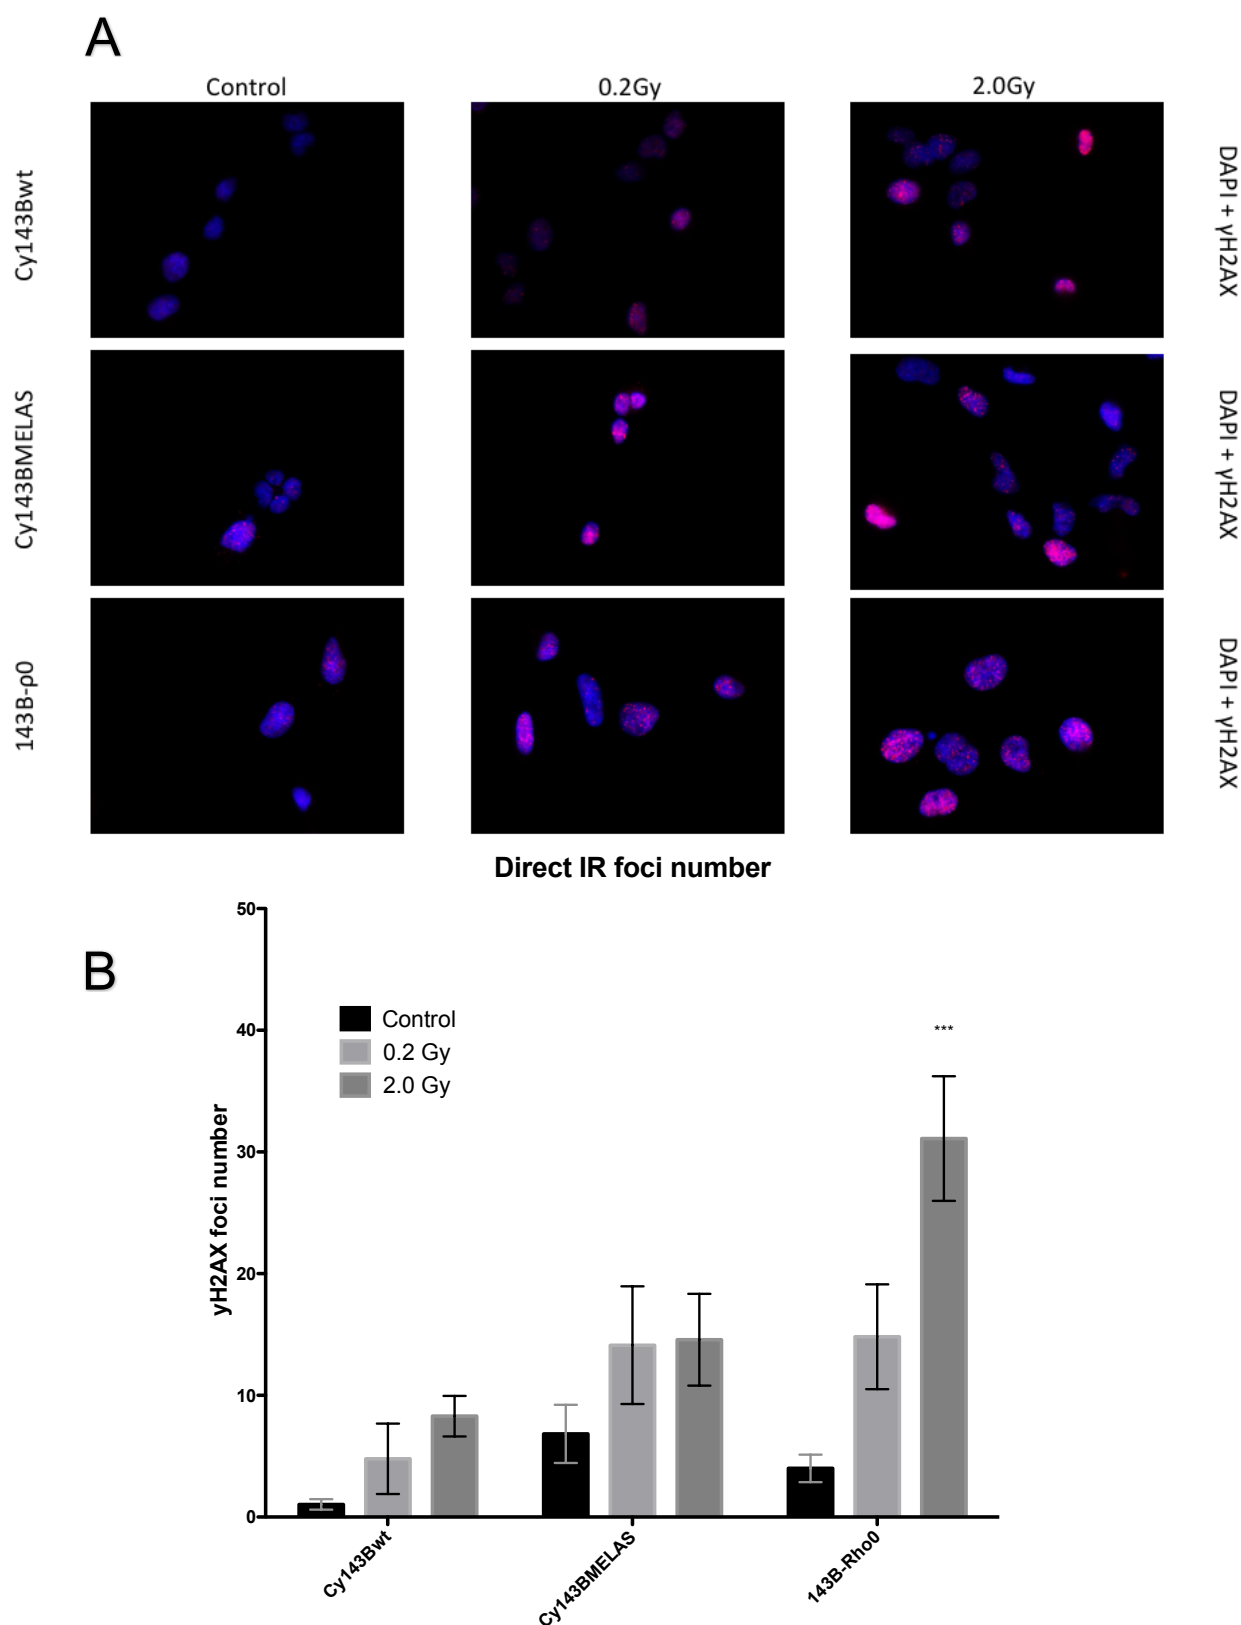 A
Control
0.2Gy
2.0Gy
Cy143Bwt
DAPI + γH2AX
Cy143BMELAS
DAPI + γH2AX
143B-ρ0
DAPI + γH2AX
Direct IR foci number
B
50
40
30
20
10
0
yH2AX foci number
Control
0.2 Gy
2.0 Gy
***
Cy143Bwt
Cy143BMELAS
143B-Rho0